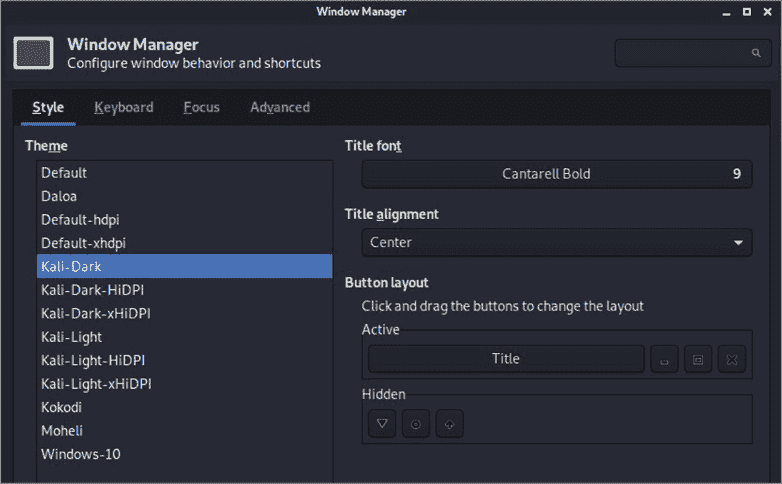 Window Manager
Window Manager
Configure window behavior and shortcuts
Style Keyboard Focus Advanced
Theme
Default
Daloa
Default-hdpi
Default-xhdpi
Kali-Dark
Kali-Dark-HiDPI
Kali-Dark-xHiDPI
Kali-Light
Kali-Light-HiDPI
Kali-Light-xHiDPI
Kokodi
Moheli
Windows-10
Title font
Cantarell Bold 9
Title alignment
Center
Button layout
Click and drag the buttons to change the layout
Active
Title
Hidden